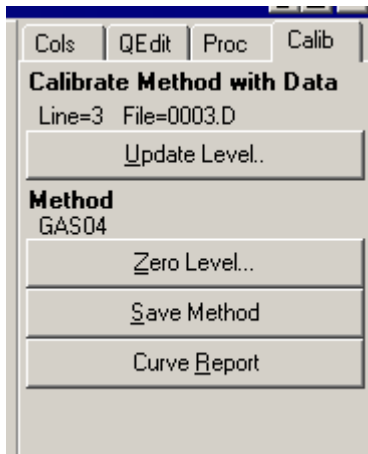 Cols QEdit Proc Calib
Calibrate Method with Data
Line=3 File=0003.D
Update Level..
Method
GAS04
Zero Level...
Save Method
Curve Report